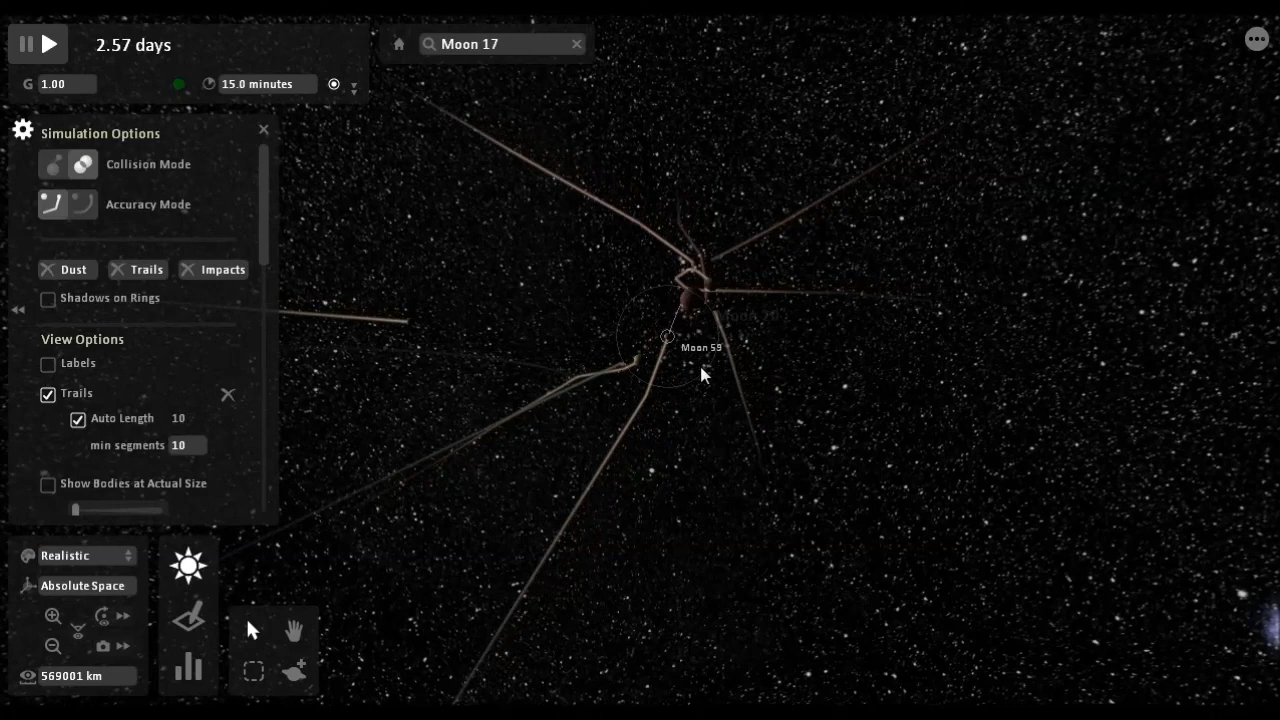 2.57 days
Moon 17
G 1.00
15.0 minutes
Simulation Options
Collision Mode
Accuracy Mode
Dust
Trails
Impacts
Shadows on Rings
View Options
Labels
Trails
Auto Length 10
min segments 10
Show Bodies at Actual Size
Realistic
Absolute Space
569001 km
Moon 59